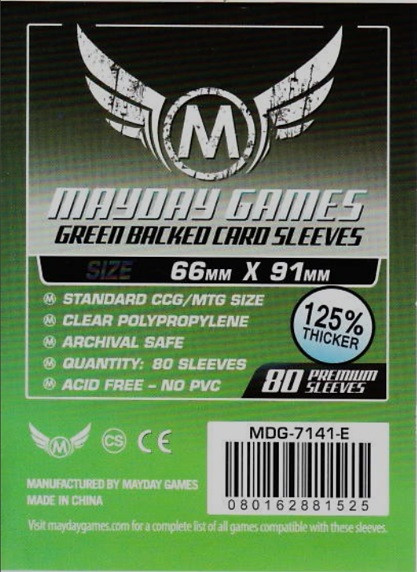 M
MAYDAY GAMES
GREEN BACKED CARD SLEEVES
SIZE 66MM X 91MM
STANDARD CCG/MTG SIZE
CLEAR POLYPROPYLENE
ARCHIVAL SAFE
QUANTITY: 80 SLEEVES
ACID FREE – NO PVC
125%
THICKER
80 PREMIUM SLEEVES
M CS CE
MDG-7141-E
080162881525
MANUFACTURED BY MAYDAY GAMES
MADE IN CHINA
Visit maydaygames.com for a complete list of all games compatible with these sleeves.